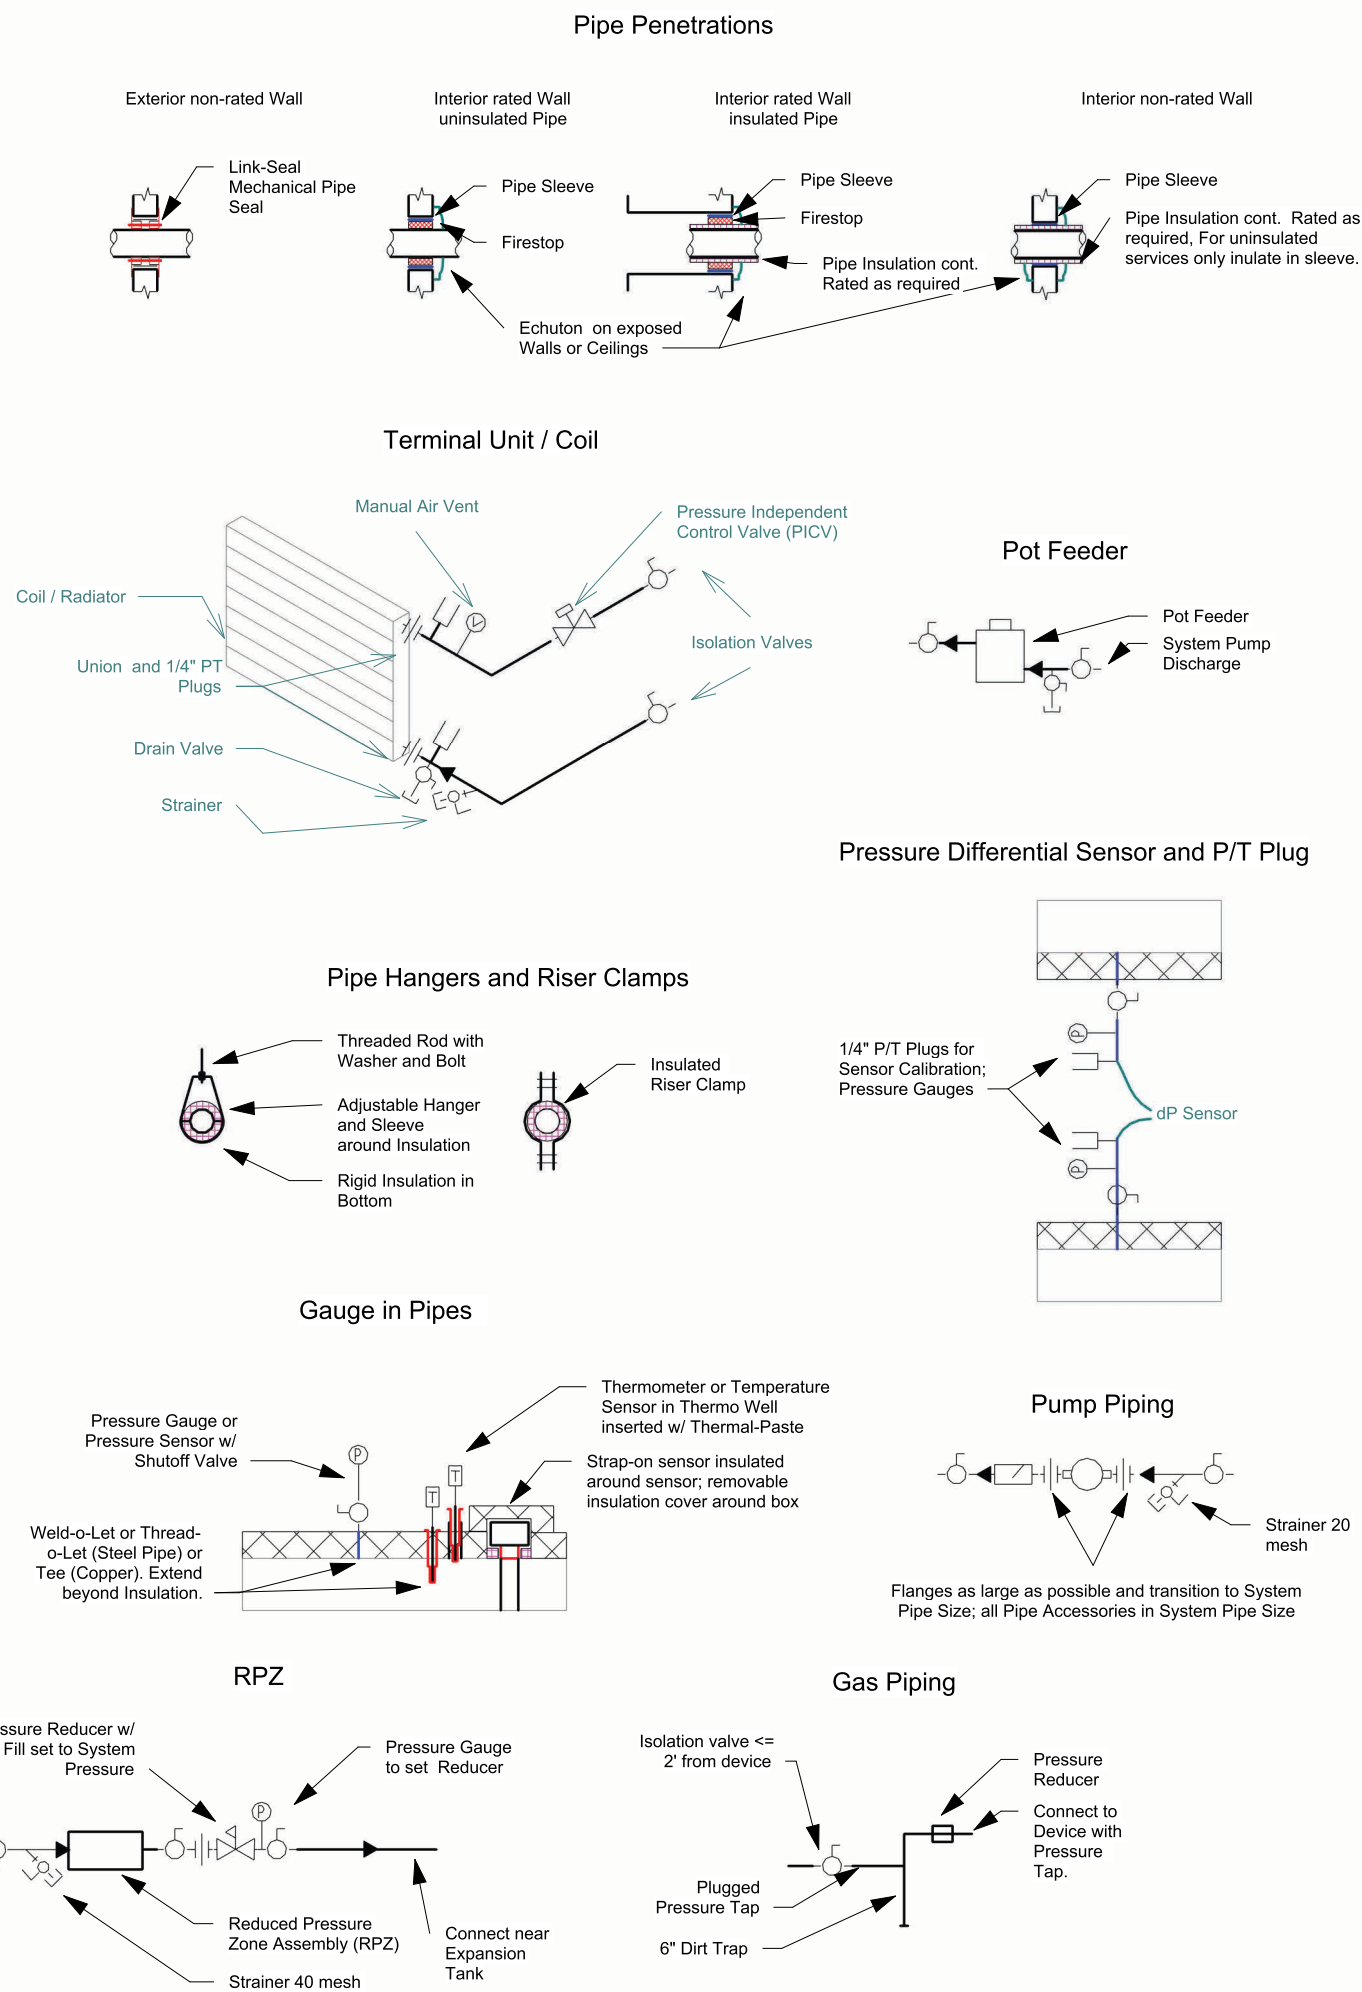 Pipe Penetrations
Exterior non-rated Wall
Interior rated Wall
uninsulated Pipe
Interior rated Wall
insulated Pipe
Interior non-rated Wall
Link-Seal
Mechanical Pipe
Seal
Pipe Sleeve
Firestop
Pipe Sleeve
Firestop
Pipe Insulation cont.
Rated as required
Pipe Sleeve
Pipe Insulation cont. Rated as
required, For uninsulated
services only inulate in sleeve.
Echuton on exposed
Walls or Ceilings
Terminal Unit / Coil
Manual Air Vent
Pressure Independent
Control Valve (PICV)
Coil / Radiator
Isolation Valves
Union and 1/4" PT
Plugs
Drain Valve
Strainer
Pot Feeder
Pot Feeder
System Pump
Discharge
Pressure Differential Sensor and P/T Plug
P
1/4" P/T Plugs for
Sensor Calibration;
Pressure Gauges
dP Sensor
P
Pipe Hangers and Riser Clamps
Threaded Rod with
Washer and Bolt
Adjustable Hanger
and Sleeve
around Insulation
Rigid Insulation in
Bottom
Insulated
Riser Clamp
Gauge in Pipes
Pressure Gauge or
Pressure Sensor w/
Shutoff Valve
P
T
T
Thermometer or Temperature
Sensor in Thermo Well
inserted w/ Thermal-Paste
Strap-on sensor insulated
around sensor; removable
insulation cover around box
Weld-o-Let or Thread-
o-Let (Steel Pipe) or
Tee (Copper). Extend
beyond Insulation.
Pump Piping
Strainer 20
mesh
Flanges as large as possible and transition to System
Pipe Size; all Pipe Accessories in System Pipe Size
RPZ
ssure Reducer w/
Fill set to System
Pressure
P
Pressure Gauge
to set Reducer
Reduced Pressure
Zone Assembly (RPZ)
Strainer 40 mesh
Connect near
Expansion
Tank
Gas Piping
Isolation valve <=
2' from device
Pressure
Reducer
Connect to
Device with
Pressure
Tap.
Plugged
Pressure Tap
6" Dirt Trap